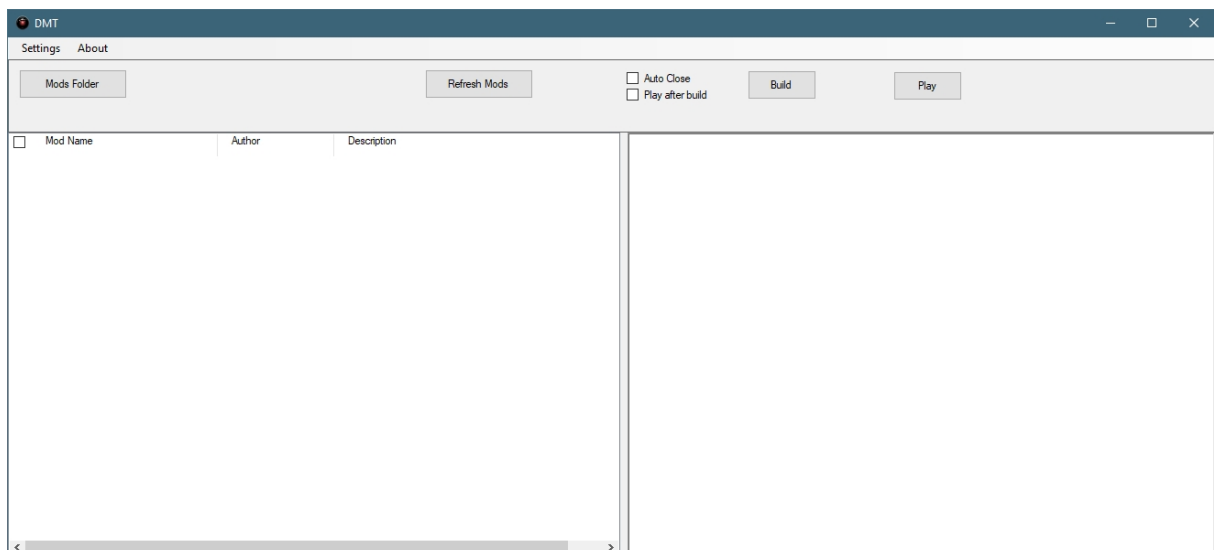 DMT
Settings About
Mods Folder
Refresh Mods
Auto Close
Play after build
Build
Play
Mod Name Author Description